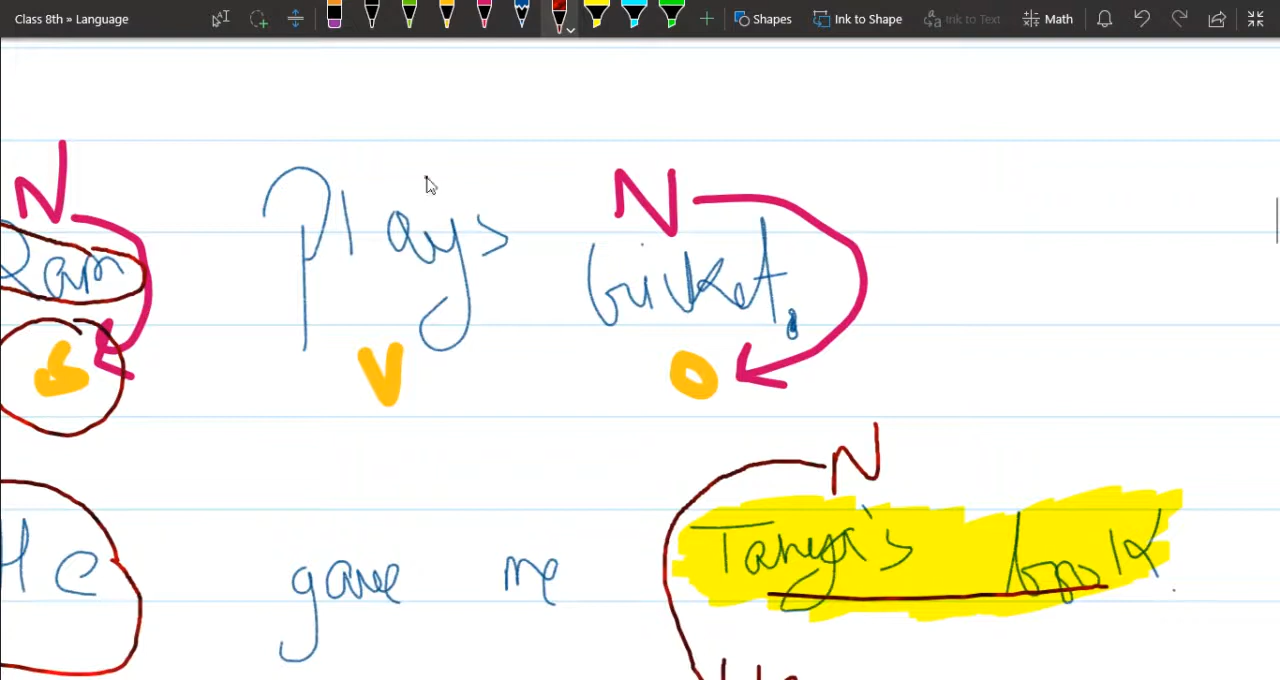 Class 8th » Language Shapes Ink to Shape Ink to Text Math
N N
Ram Plays cricket.
S V O
N
He gave me Tanya's book